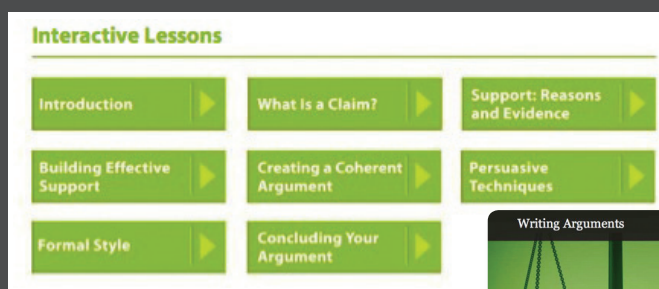 Interactive Lessons
Introduction
What Is a Claim?
Support: Reasons
and Evidence
Building Effective
Support
Creating a Coherent
Argument
Persuasive
Techniques
Formal Style
Concluding Your
Argument
Writing Arguments